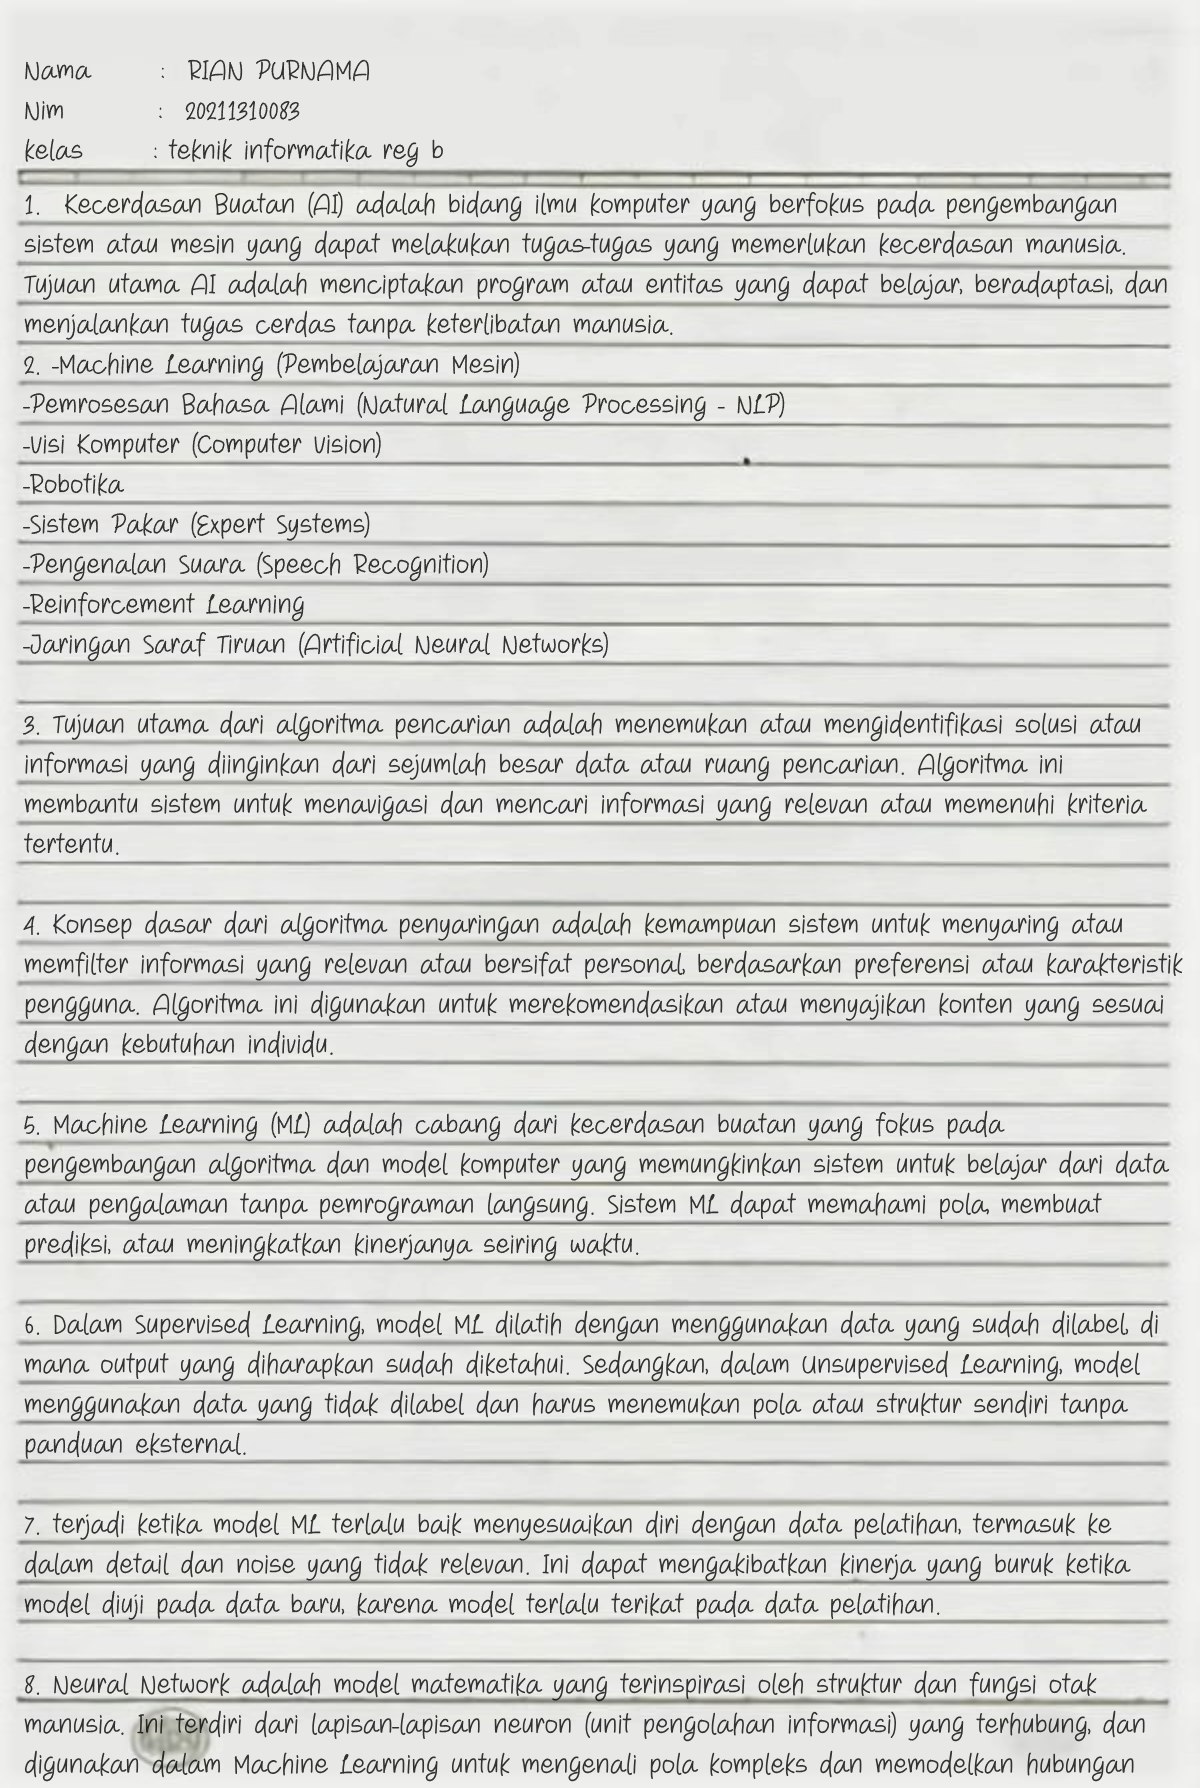 Nama : RIAN PURNAMA
Nim : 20211310083
kelas : teknik informatika reg b
1. Kecerdasan Buatan (AI) adalah bidang ilmu komputer yang berfokus pada pengembangan
sistem atau mesin yang dapat melakukan tugas-tugas yang memerlukan kecerdasan manusia.
Tujuan utama AI adalah menciptakan program atau entitas yang dapat belajar, beradaptasi, dan
menjalankan tugas cerdas tanpa keterlibatan manusia.
2. -Machine Learning (Pembelajaran Mesin)
-Pemrosesan Bahasa Alami (Natural Language Processing - NLP)
-Visi Komputer (Computer Vision)
-Robotika
-Sistem Pakar (Expert Systems)
-Pengenalan Suara (Speech Recognition)
-Reinforcement Learning
-Jaringan Saraf Tiruan (Artificial Neural Networks)
3. Tujuan utama dari algoritma pencarian adalah menemukan atau mengidentifikasi solusi atau
informasi yang diinginkan dari sejumlah besar data atau ruang pencarian. Algoritma ini
membantu sistem untuk menavigasi dan mencari informasi yang relevan atau memenuhi kriteria
tertentu.
4. Konsep dasar dari algoritma penyaringan adalah kemampuan sistem untuk menyaring atau
memfilter informasi yang relevan atau bersifat personal, berdasarkan preferensi atau karakteristik
pengguna. Algoritma ini digunakan untuk merekomendasikan atau menyajikan konten yang sesuai
dengan kebutuhan individu.
5. Machine Learning (ML) adalah cabang dari kecerdasan buatan yang fokus pada
pengembangan algoritma dan model komputer yang memungkinkan sistem untuk belajar dari data
atau pengalaman tanpa pemrograman langsung. Sistem ML dapat memahami pola, membuat
prediksi, atau meningkatkan kinerjanya seiring waktu.
6. Dalam Supervised Learning, model ML dilatih dengan menggunakan data yang sudah dilabel, di
mana output yang diharapkan sudah diketahui. Sedangkan, dalam Unsupervised Learning, model
menggunakan data yang tidak dilabel dan harus menemukan pola atau struktur sendiri tanpa
panduan eksternal.
7. terjadi ketika model ML terlalu baik menyesuaikan diri dengan data pelatihan, termasuk ke
dalam detail dan noise yang tidak relevan. Ini dapat mengakibatkan kinerja yang buruk ketika
model diuji pada data baru, karena model terlalu terikat pada data pelatihan.
8. Neural Network adalah model matematika yang terinspirasi oleh struktur dan fungsi otak
manusia. Ini terdiri dari lapisan-lapisan neuron (unit pengolahan informasi) yang terhubung, dan
digunakan dalam Machine Learning untuk mengenali pola kompleks dan memodelkan hubungan